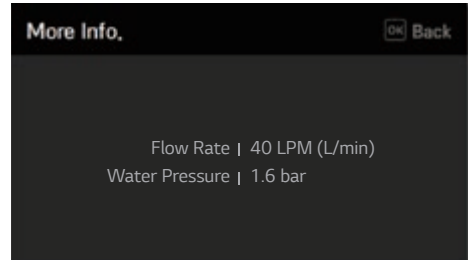 More Info.
OK Back
Flow Rate | 40 LPM (L/min)
Water Pressure | 1.6 bar